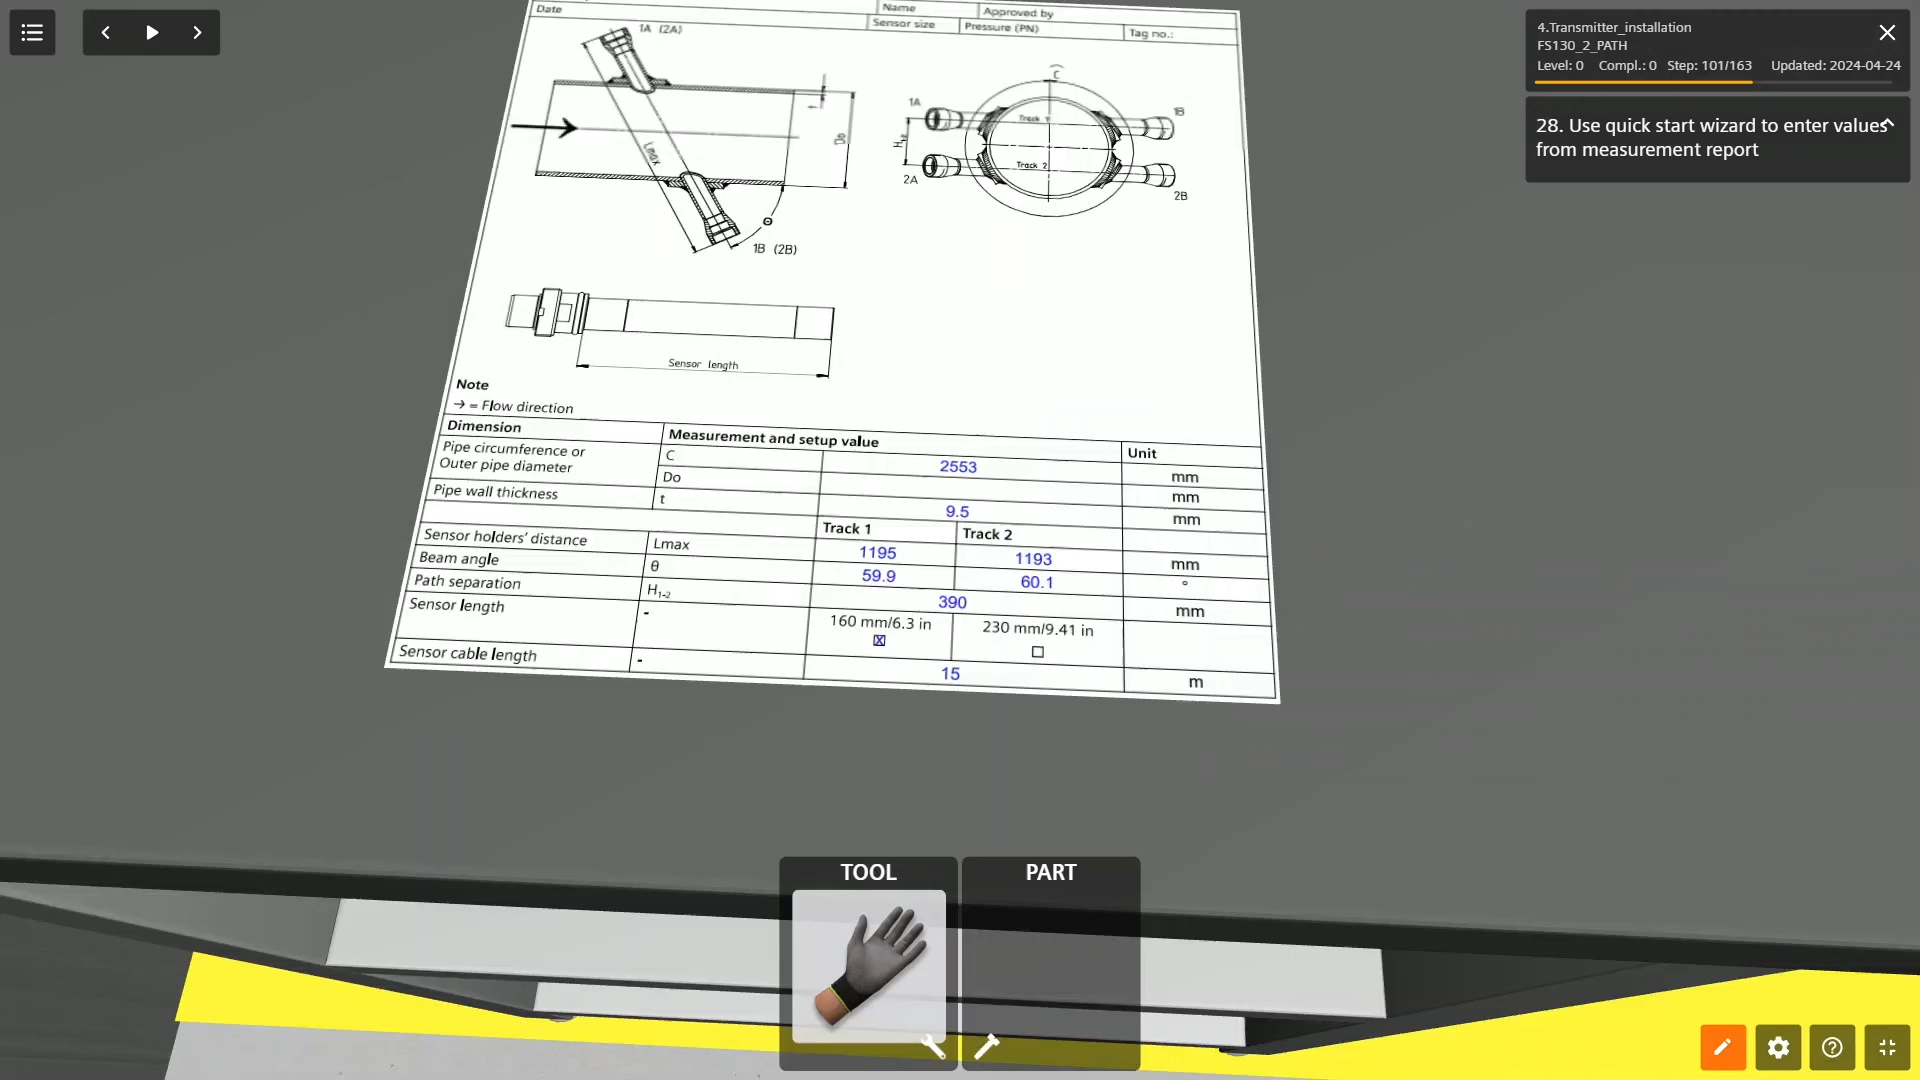 Date
Name
Approved by
Sensor size
Pressure (PN)
Tag no.:
1A (2A)
t
Do
Lmax
Θ
1B (2B)
C
1A
1B
Track 1
Track 2
2A
2B
Sensor length
Note
→ = Flow direction
Dimension Measurement and setup value Unit
Pipe circumference or C 2553 mm
Outer pipe diameter Do mm
Pipe wall thickness t 9.5 mm
Track 1 Track 2
Sensor holders' distance Lmax 1195 1193 mm
Beam angle θ 59.9 60.1 °
Path separation H1-2 390 mm
Sensor length - 160 mm/6.3 in 230 mm/9.41 in
Sensor cable length - 15 m
4.Transmitter_installation
FS130_2_PATH
Level: 0 Compl.: 0 Step: 101/163 Updated: 2024-04-24
28. Use quick start wizard to enter values
from measurement report
TOOL
PART